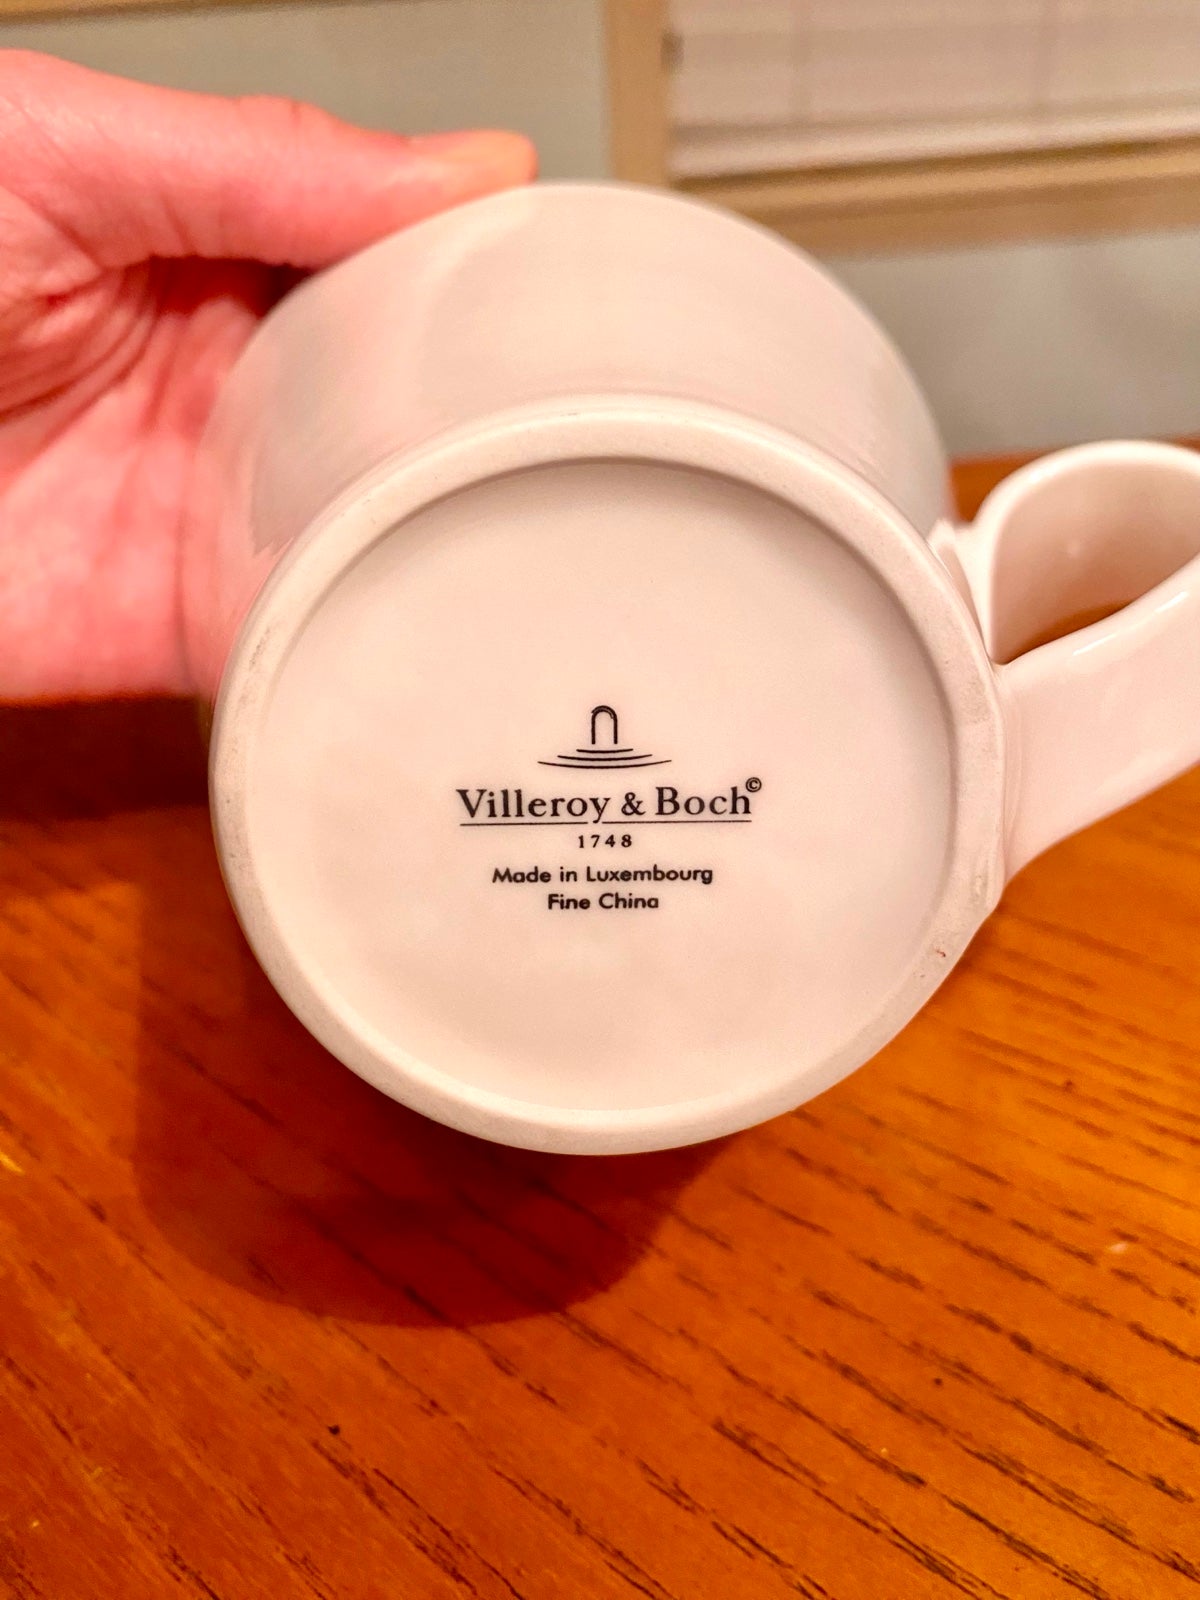 Villeroy & Boch©
1748
Made in Luxembourg
Fine China